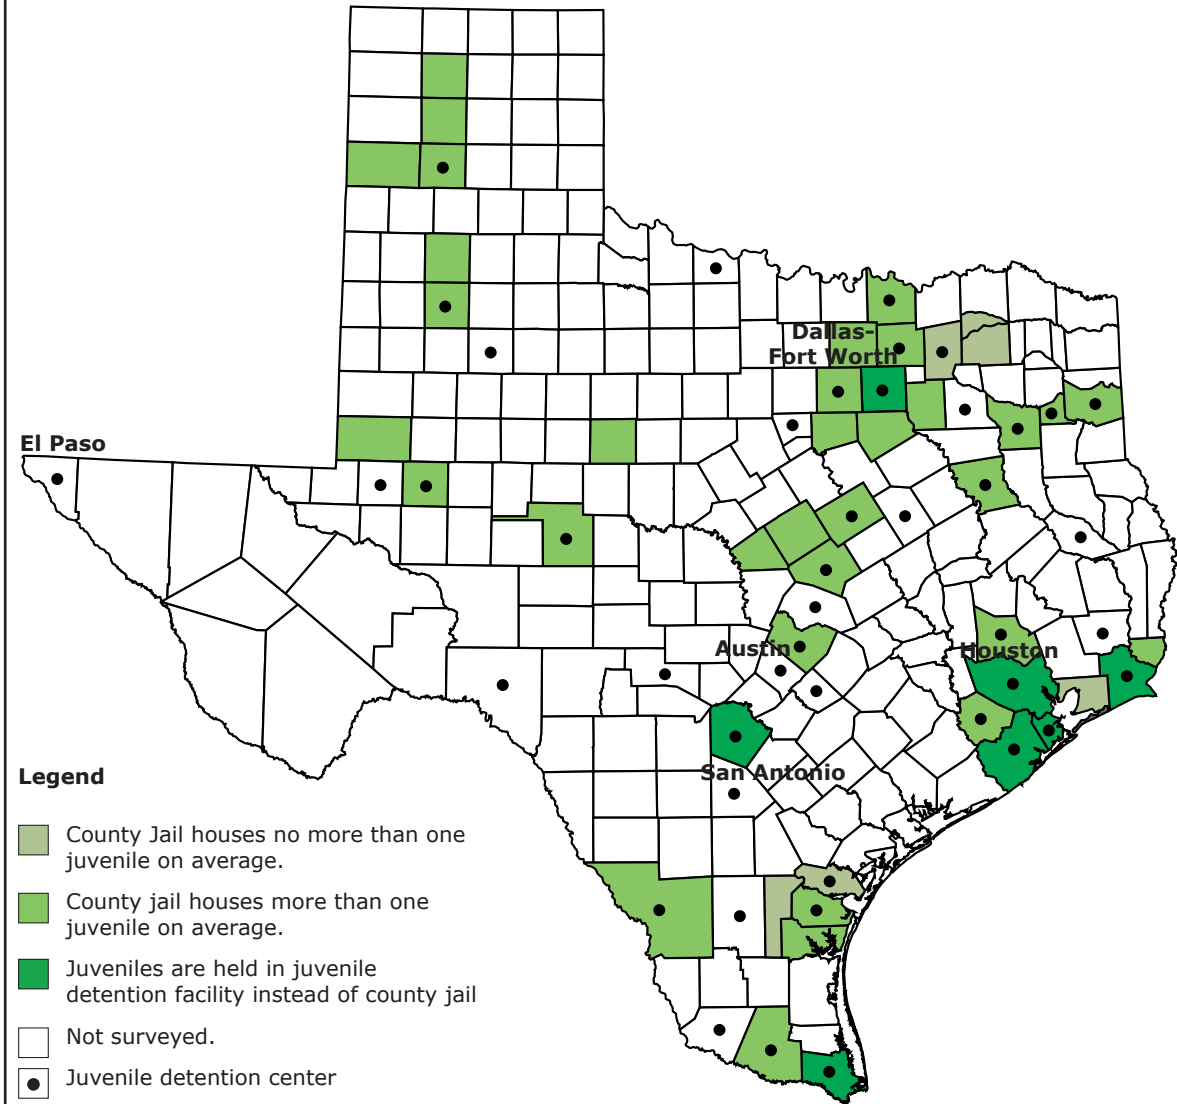 Dallas-
Fort Worth
El Paso
Austin
Houston
San Antonio
Legend
County Jail houses no more than one
juvenile on average.
County jail houses more than one
juvenile on average.
Juveniles are held in juvenile
detention facility instead of county jail
Not surveyed.
Juvenile detention center